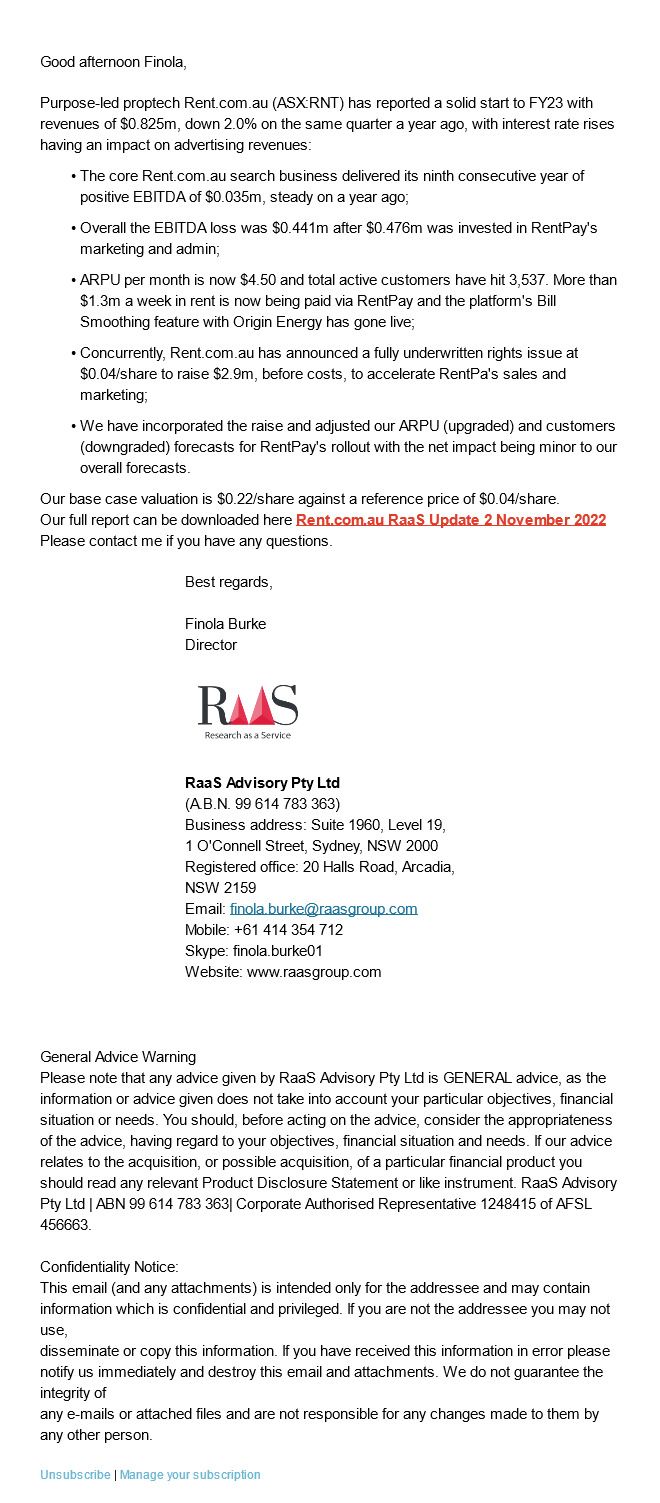 Good afternoon Finola,
Purpose-led proptech Rent.com.au (ASX:RNT) has reported a solid start to FY23 with
revenues of $0.825m, down 2.0% on the same quarter a year ago, with interest rate rises
having an impact on advertising revenues:
• The core Rent.com.au search business delivered its ninth consecutive year of
positive EBITDA of $0.035m, steady on a year ago;
• Overall the EBITDA loss was $0.441m after $0.476m was invested in RentPay's
marketing and admin;
• ARPU per month is now $4.50 and total active customers have hit 3,537. More than
$1.3m a week in rent is now being paid via RentPay and the platform's Bill
Smoothing feature with Origin Energy has gone live;
• Concurrently, Rent.com.au has announced a fully underwritten rights issue at
$0.04/share to raise $2.9m, before costs, to accelerate RentPa's sales and
marketing;
• We have incorporated the raise and adjusted our ARPU (upgraded) and customers
(downgraded) forecasts for RentPay's rollout with the net impact being minor to our
overall forecasts.
Our base case valuation is $0.22/share against a reference price of $0.04/share.
Our full report can be downloaded here Rent.com.au RaaS Update 2 November 2022
Please contact me if you have any questions.
Best regards,
Finola Burke
Director
RAAS
Research as a Service
RaaS Advisory Pty Ltd
(A.B.N. 99 614 783 363)
Business address: Suite 1960, Level 19,
1 O'Connell Street, Sydney, NSW 2000
Registered office: 20 Halls Road, Arcadia,
NSW 2159
Email: finola.burke@raasgroup.com
Mobile: +61 414 354 712
Skype: finola.burke01
Website: www.raasgroup.com
General Advice Warning
Please note that any advice given by RaaS Advisory Pty Ltd is GENERAL advice, as the
information or advice given does not take into account your particular objectives, financial
situation or needs. You should, before acting on the advice, consider the appropriateness
of the advice, having regard to your objectives, financial situation and needs. If our advice
relates to the acquisition, or possible acquisition, of a particular financial product you
should read any relevant Product Disclosure Statement or like instrument. RaaS Advisory
Pty Ltd | ABN 99 614 783 363| Corporate Authorised Representative 1248415 of AFSL
456663.
Confidentiality Notice:
This email (and any attachments) is intended only for the addressee and may contain
information which is confidential and privileged. If you are not the addressee you may not
use,
disseminate or copy this information. If you have received this information in error please
notify us immediately and destroy this email and attachments. We do not guarantee the
integrity of
any e-mails or attached files and are not responsible for any changes made to them by
any other person.
Unsubscribe | Manage your subscription